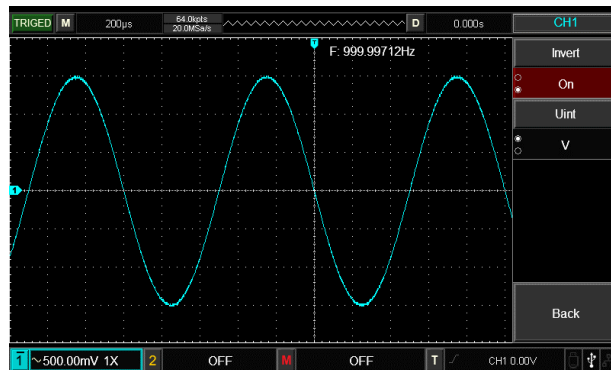 TRIGED M 200µs 64.0kpts 20.0MSa/s D 0.000s CH1
T
F: 999.99712Hz
Invert
On
Uint
V
1
Back
1 ~500.00mV 1X 2 OFF M OFF T CH1 0.00V